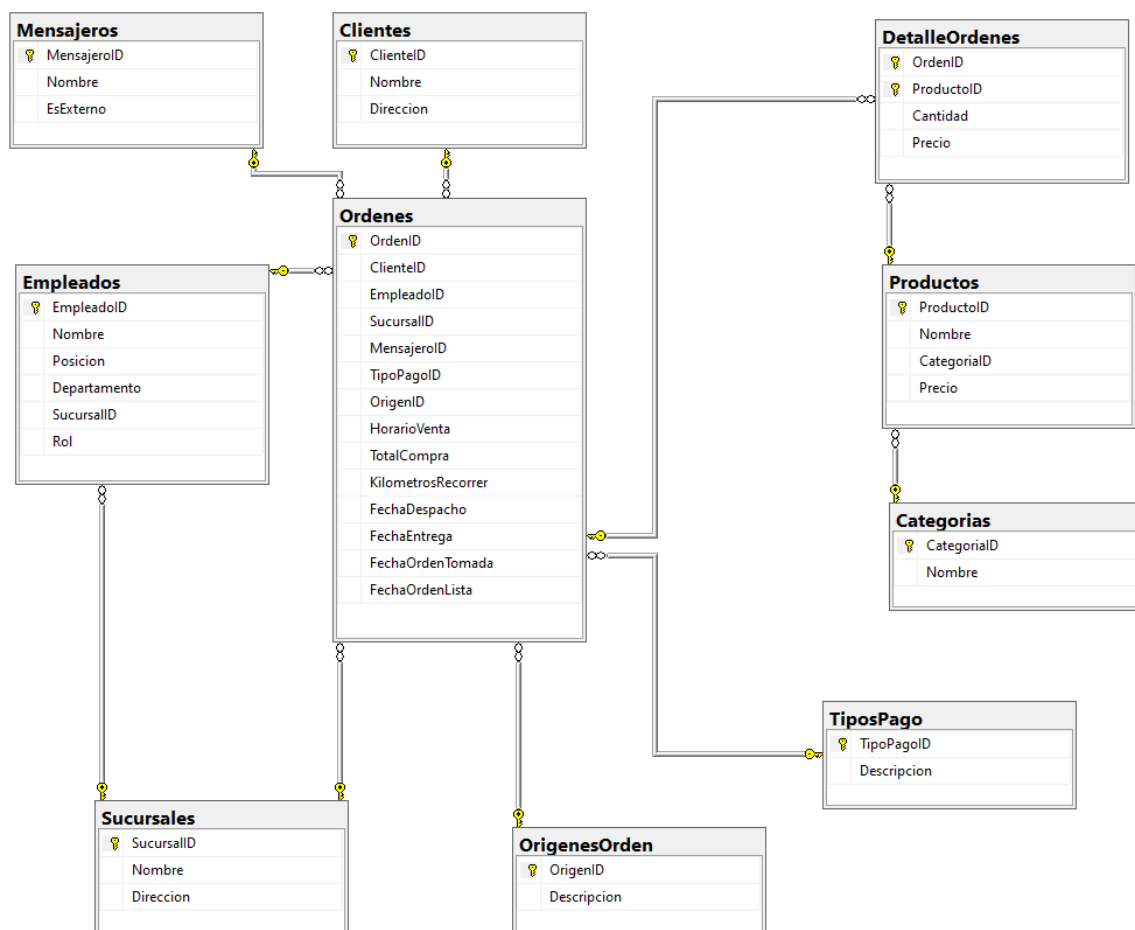 Mensajeros
MensajeroID
Nombre
EsExterno
Clientes
ClienteID
Nombre
Direccion
DetalleOrdenes
OrdenID
ProductoID
Cantidad
Precio
Ordenes
OrdenID
ClienteID
EmpleadoID
SucursalID
MensajeroID
TipoPagoID
OrigenID
HorarioVenta
TotalCompra
KilometrosRecorrer
FechaDespacho
FechaEntrega
FechaOrdenTomada
FechaOrdenLista
Empleados
EmpleadoID
Nombre
Posicion
Departamento
SucursalID
Rol
Productos
ProductoID
Nombre
CategoriaID
Precio
Categorias
CategoriaID
Nombre
TiposPago
TipoPagoID
Descripcion
Sucursales
SucursalID
Nombre
Direccion
OrigenesOrden
OrigenID
Descripcion